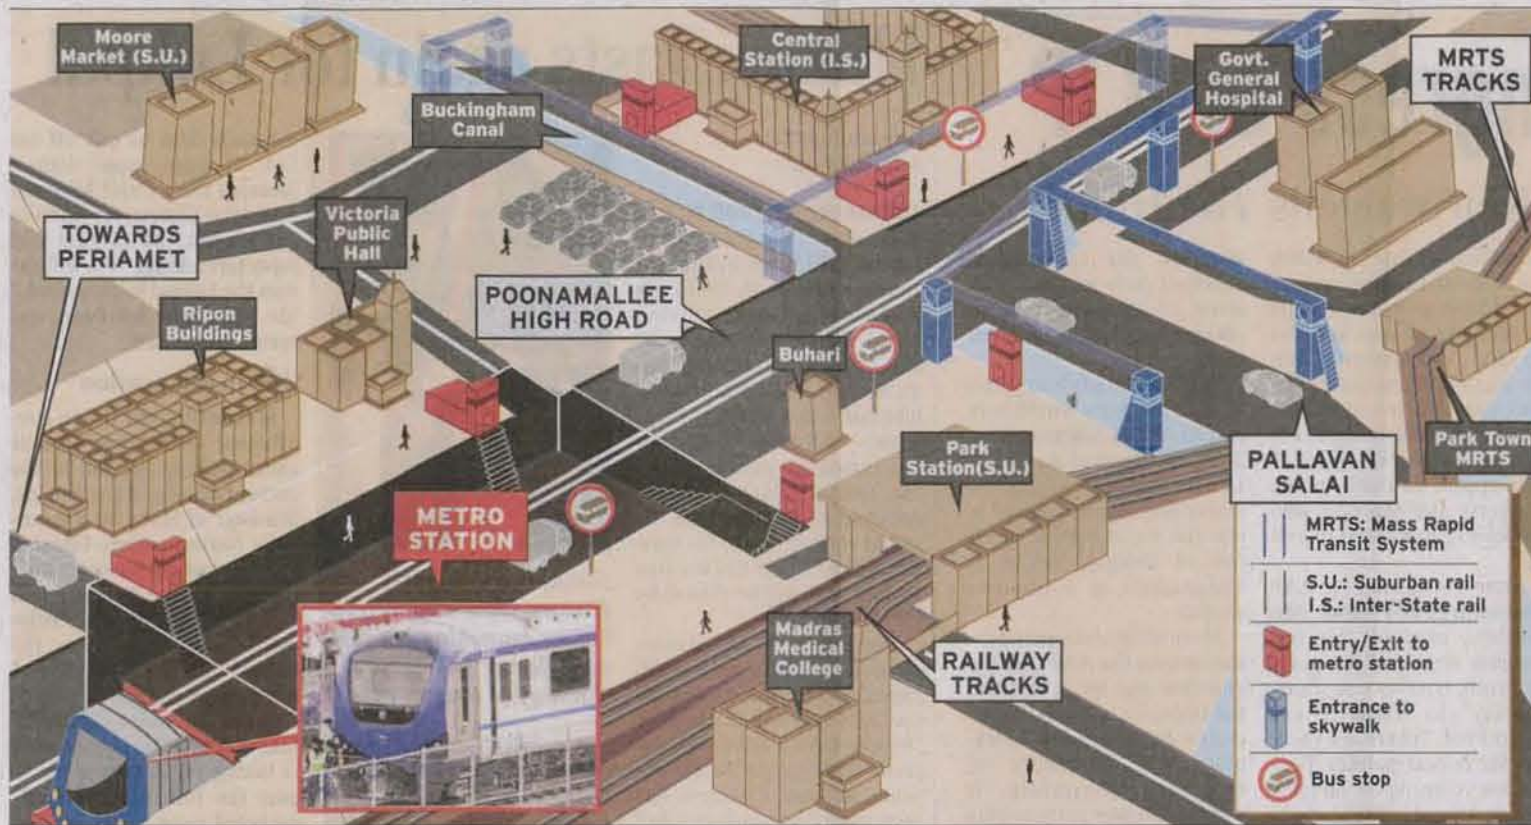 Moore
Market (S.U.)
Central
Station (I.S.)
Govt.
General
Hospital
MRTS
TRACKS
Buckingham
Canal
TOWARDS
PERIAMET
Victoria
Public
Hall
POONAMALLEE
HIGH ROAD
Ripon
Buildings
Buhari
Park
Station(S.U.)
PALLAVAN
SALAI
Park Town
MRTS
METRO
STATION
Madras
Medical
College
RAILWAY
TRACKS
MRTS: Mass Rapid
Transit System
S.U.: Suburban rail
I.S.: Inter-State rail
Entry/Exit to
metro station
Entrance to
skywalk
Bus stop